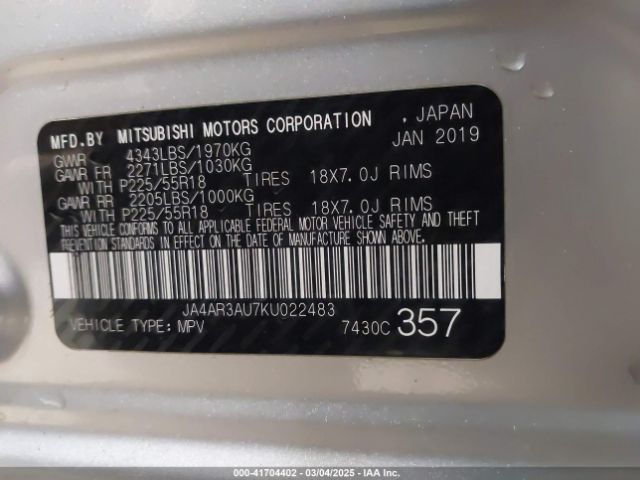 MFD.BY MITSUBISHI MOTORS CORPORATION . JAPAN
JAN 2019
GVWR 4343LBS/1970KG
GAWR FR 2271LBS/1030KG
WITH P225/55R18 TIRES 18X7.0J RIMS
GAWR RR 2205LBS/1000KG
WITH P225/55R18 TIRES 18X7.0J RIMS
THIS VEHICLE CONFORMS TO ALL APPLICABLE FEDERAL MOTOR VEHICLE SAFETY AND THEFT
PREVENTION STANDARDS IN EFFECT ON THE DATE OF MANUFACTURE SHOWN ABOVE.
JA4AR3AU7KU022483
VEHICLE TYPE: MPV 7430C 357
000-41704402 - 03/04/2025 - IAA Inc.